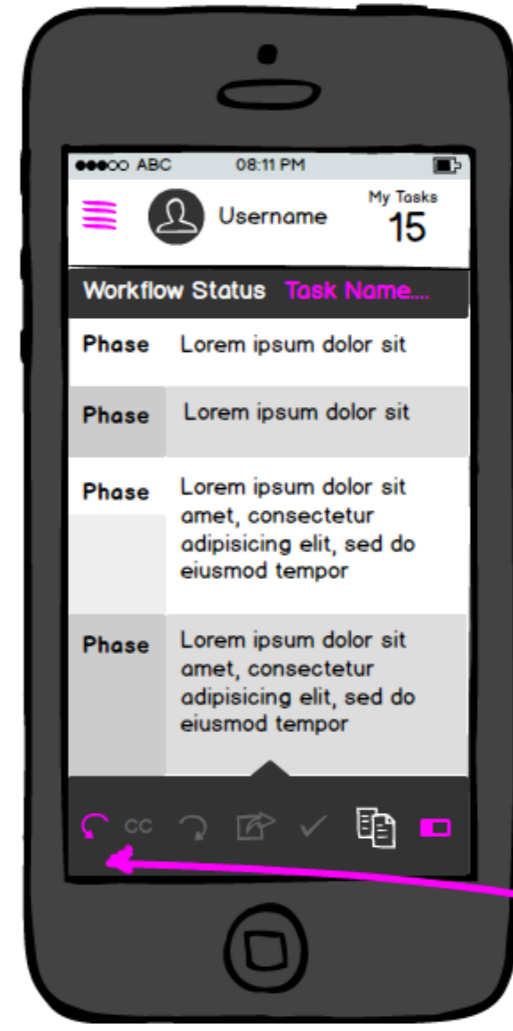 ABC 08:11 PM
My Tasks
Username 15
Workflow Status Task Name....
Phase Lorem ipsum dolor sit
Phase Lorem ipsum dolor sit
Phase Lorem ipsum dolor sit
amet, consectetur
adipisicing elit, sed do
eiusmod tempor
Phase Lorem ipsum dolor sit
amet, consectetur
adipisicing elit, sed do
eiusmod tempor
CC